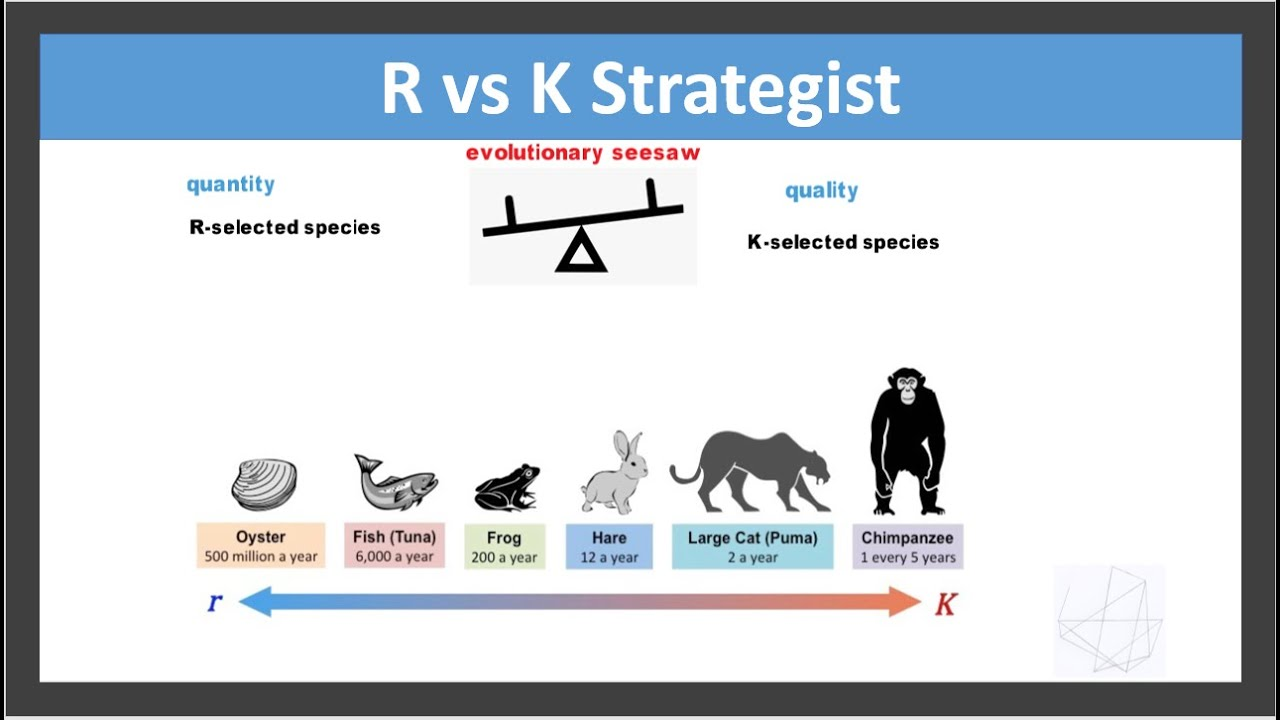 R vs K Strategist
evolutionary seesaw
quantity
quality
R-selected species
K-selected species
Oyster
500 million a year
Fish (Tuna)
6,000 a year
Frog
200 a year
Hare
12 a year
Large Cat (Puma)
2 a year
Chimpanzee
1 every 5 years
r
K